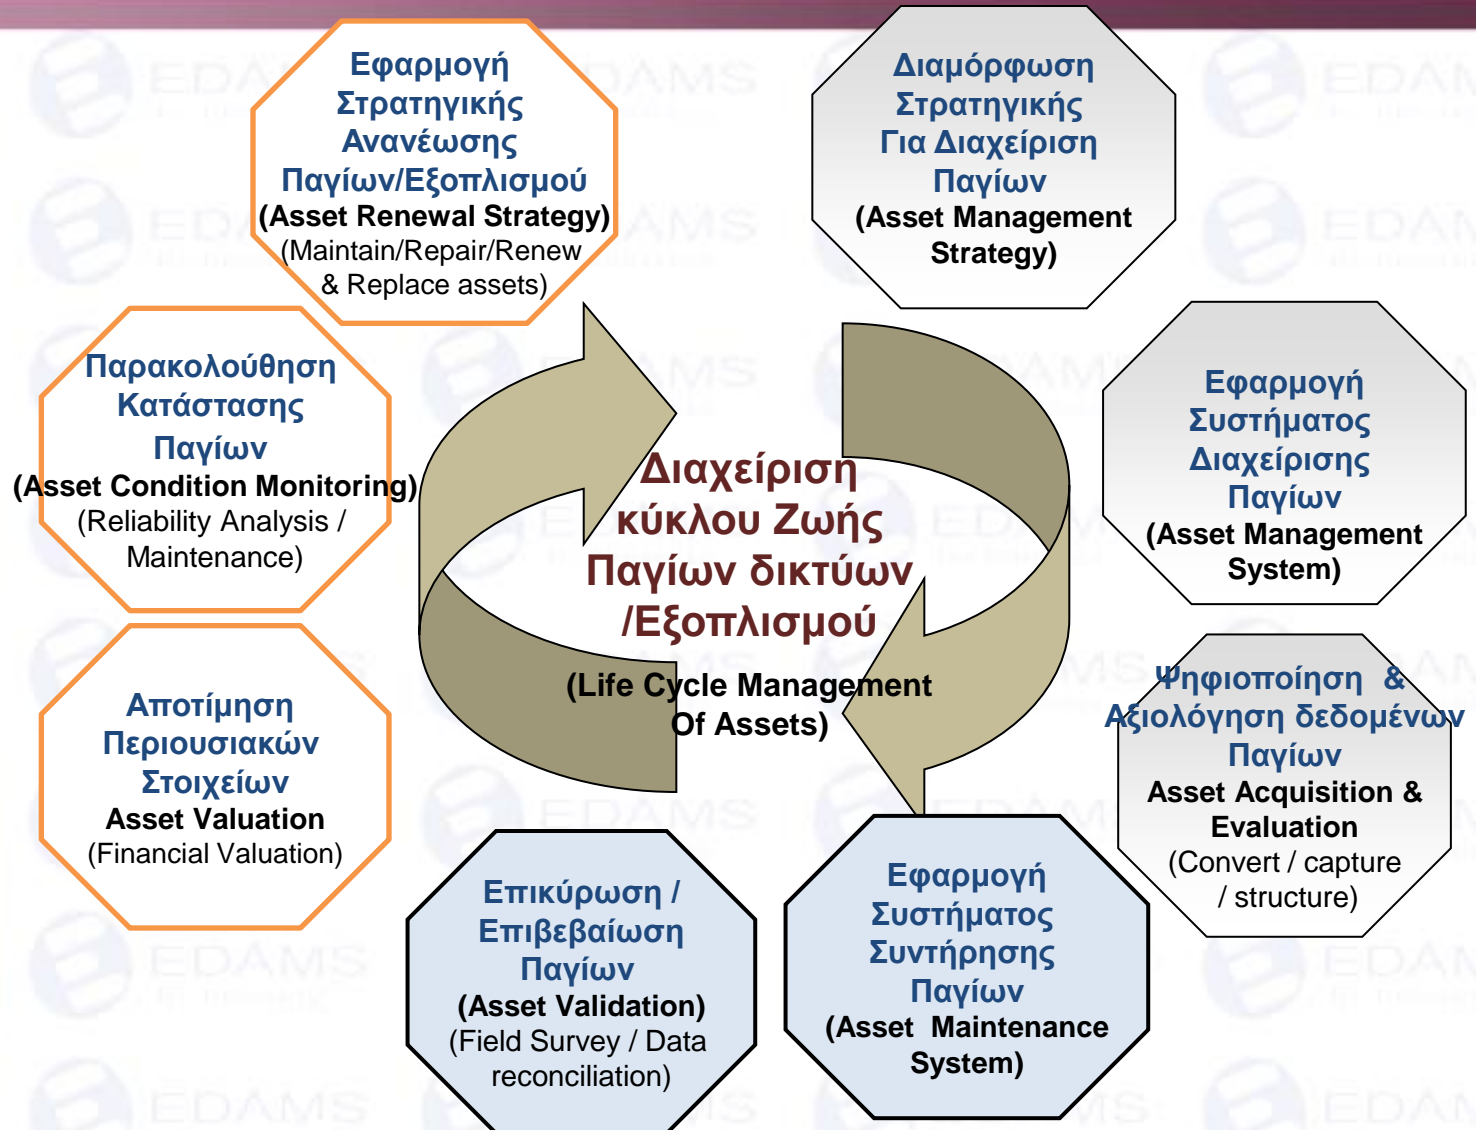 Εφαρμογή
Στρατηγικής
Ανανέωσης
Παγίων/Εξοπλισμού
(Asset Renewal Strategy)
(Maintain/Repair/Renew
& Replace assets)
Διαμόρφωση
Στρατηγικής
Για Διαχείριση
Παγίων
(Asset Management
Strategy)
Παρακολούθηση
Κατάστασης
Παγίων
(Asset Condition Monitoring)
(Reliability Analysis /
Maintenance)
Εφαρμογή
Συστήματος
Διαχείρισης
Παγίων
(Asset Management
System)
Διαχείριση
κύκλου Ζωής
Παγίων δικτύων
/Εξοπλισμού
(Life Cycle Management
Of Assets)
Αποτίμηση
Περιουσιακών
Στοιχείων
Asset Valuation
(Financial Valuation)
Ψηφιοποίηση &
Αξιολόγηση δεδομένων
Παγίων
Asset Acquisition &
Evaluation
(Convert / capture
/ structure)
Επικύρωση /
Επιβεβαίωση
Παγίων
(Asset Validation)
(Field Survey / Data
reconciliation)
Εφαρμογή
Συστήματος
Συντήρησης
Παγίων
(Asset Maintenance
System)
EDAMS